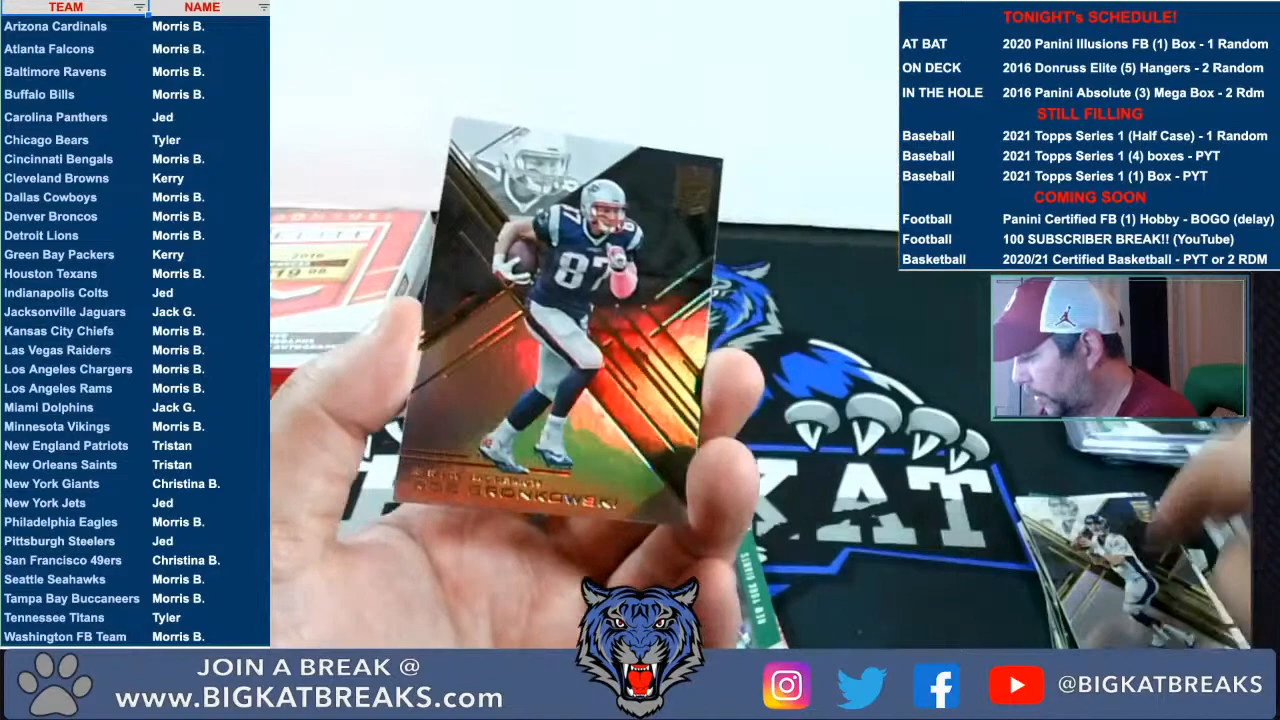 TEAM NAME
Arizona Cardinals Morris B.
Atlanta Falcons Morris B.
Baltimore Ravens Morris B.
Buffalo Bills Morris B.
Carolina Panthers Jed
Chicago Bears Tyler
Cincinnati Bengals Morris B.
Cleveland Browns Kerry
Dallas Cowboys Morris B.
Denver Broncos Morris B.
Detroit Lions Morris B.
Green Bay Packers Kerry
Houston Texans Morris B.
Indianapolis Colts Jed
Jacksonville Jaguars Jack G.
Kansas City Chiefs Morris B.
Las Vegas Raiders Morris B.
Los Angeles Chargers Morris B.
Los Angeles Rams Morris B.
Miami Dolphins Jack G.
Minnesota Vikings Morris B.
New England Patriots Tristan
New Orleans Saints Tristan
New York Giants Christina B.
New York Jets Jed
Philadelphia Eagles Morris B.
Pittsburgh Steelers Jed
San Francisco 49ers Christina B.
Seattle Seahawks Morris B.
Tampa Bay Buccaneers Morris B.
Tennessee Titans Tyler
Washington FB Team Morris B.
TONIGHT's SCHEDULE!
AT BAT 2020 Panini Illusions FB (1) Box - 1 Random
ON DECK 2016 Donruss Elite (5) Hangers - 2 Random
IN THE HOLE 2016 Panini Absolute (3) Mega Box - 2 Rdm
STILL FILLING
Baseball 2021 Topps Series 1 (Half Case) - 1 Random
Baseball 2021 Topps Series 1 (4) boxes - PYT
Baseball 2021 Topps Series 1 (1) Box - PYT
COMING SOON
Football Panini Certified FB (1) Hobby - BOGO (delay)
Football 100 SUBSCRIBER BREAK!! (YouTube)
Basketball 2020/21 Certified Basketball - PYT or 2 RDM
87
ROB GRONKOWSKI
KAT
NEW YORK GIANTS
JOIN A BREAK @
www.BIGKATBREAKS.com
@BIGKATBREAKS